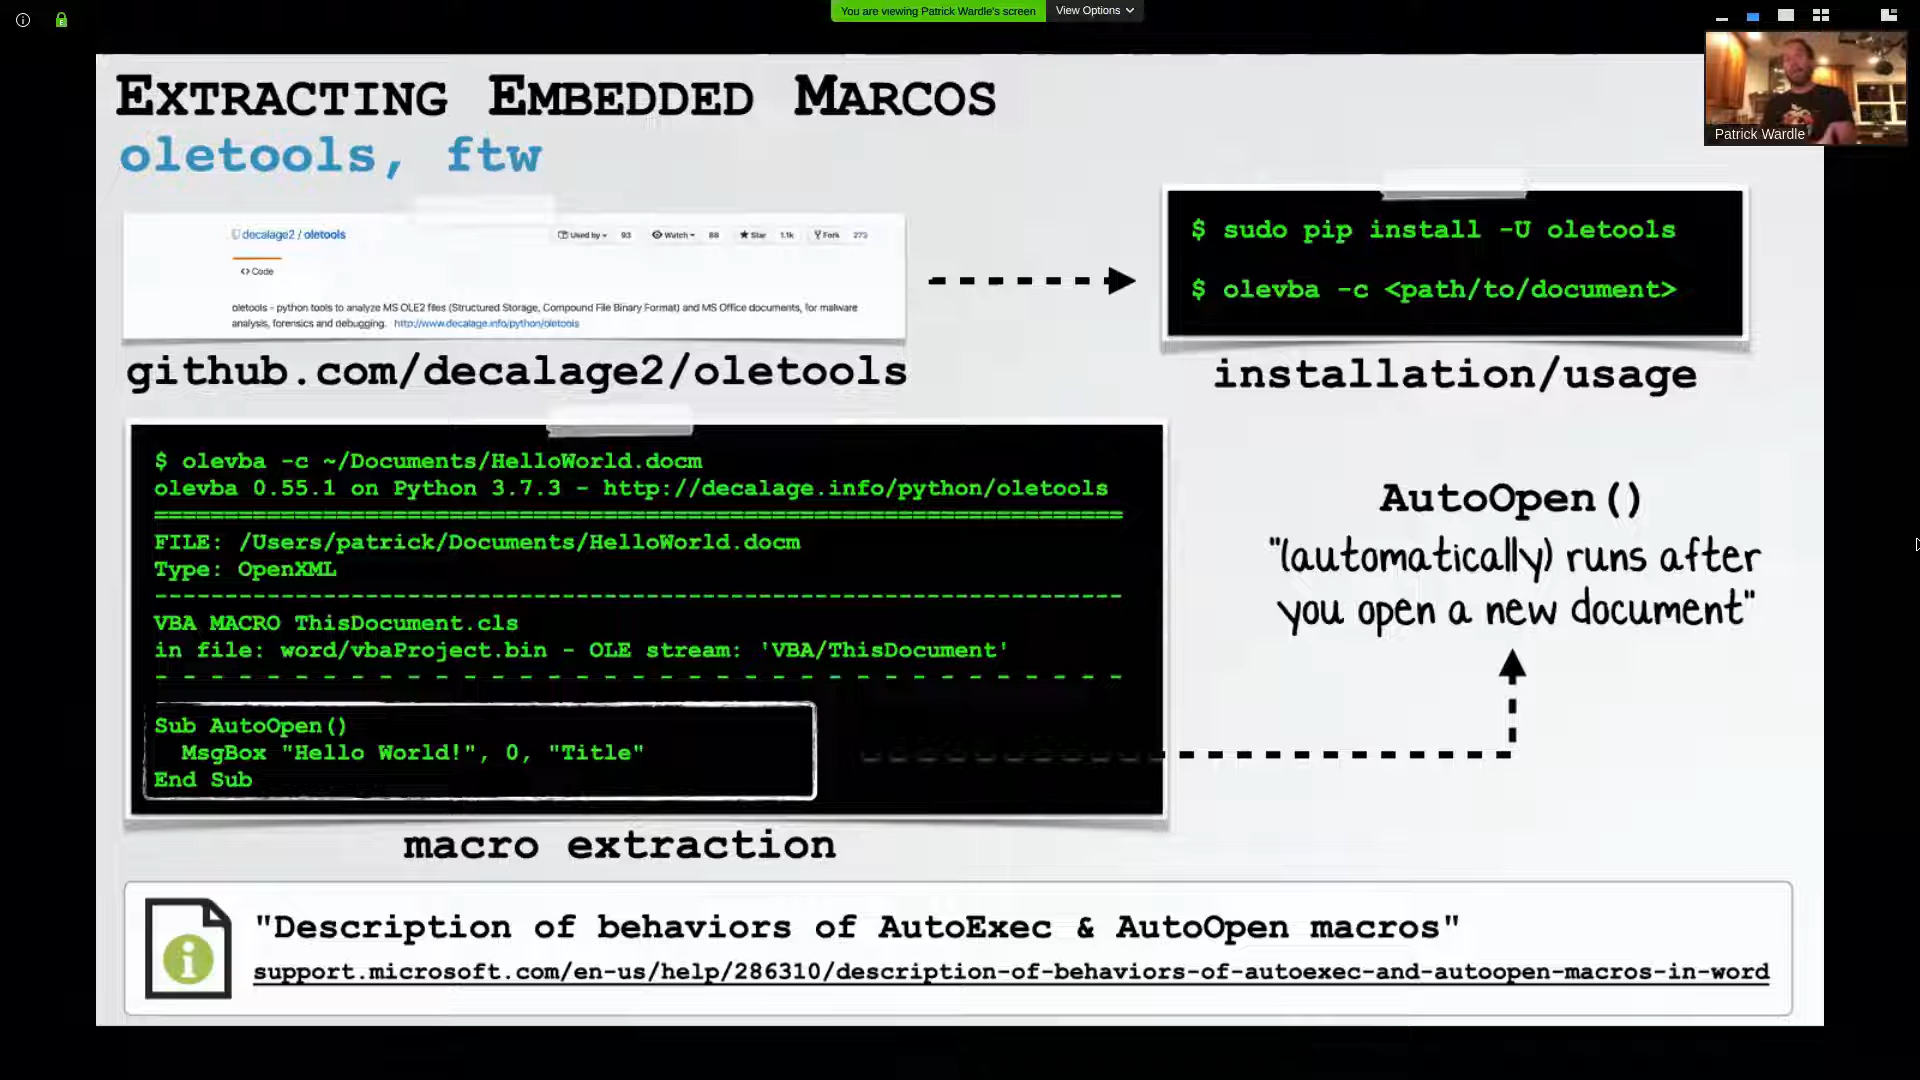 You are viewing Patrick Wardle's screen
View Options
Patrick Wardle
EXTRACTING EMBEDDED MARCOS
oletools, ftw
decalage2 / oletools
Used by 93 Watch 88 Star 1.1k Fork 273
<> Code
oletools - python tools to analyze MS OLE2 files (Structured Storage, Compound File Binary Format) and MS Office documents, for malware
analysis, forensics and debugging. http://www.decalage.info/python/oletools
github.com/decalage2/oletools
$ sudo pip install -U oletools
$ olevba -c <path/to/document>
installation/usage
$ olevba -c ~/Documents/HelloWorld.docm
olevba 0.55.1 on Python 3.7.3 - http://decalage.info/python/oletools
=====================================================================
FILE: /Users/patrick/Documents/HelloWorld.docm
Type: OpenXML
---------------------------------------------------------------------
VBA MACRO ThisDocument.cls
in file: word/vbaProject.bin - OLE stream: 'VBA/ThisDocument'
- - - - - - - - - - - - - - - - - - - - - - - - - - - - - - - - - - -
Sub AutoOpen()
MsgBox "Hello World!", 0, "Title"
End Sub
macro extraction
AutoOpen()
"(automatically) runs after
you open a new document"
"Description of behaviors of AutoExec & AutoOpen macros"
support.microsoft.com/en-us/help/286310/description-of-behaviors-of-autoexec-and-autoopen-macros-in-word